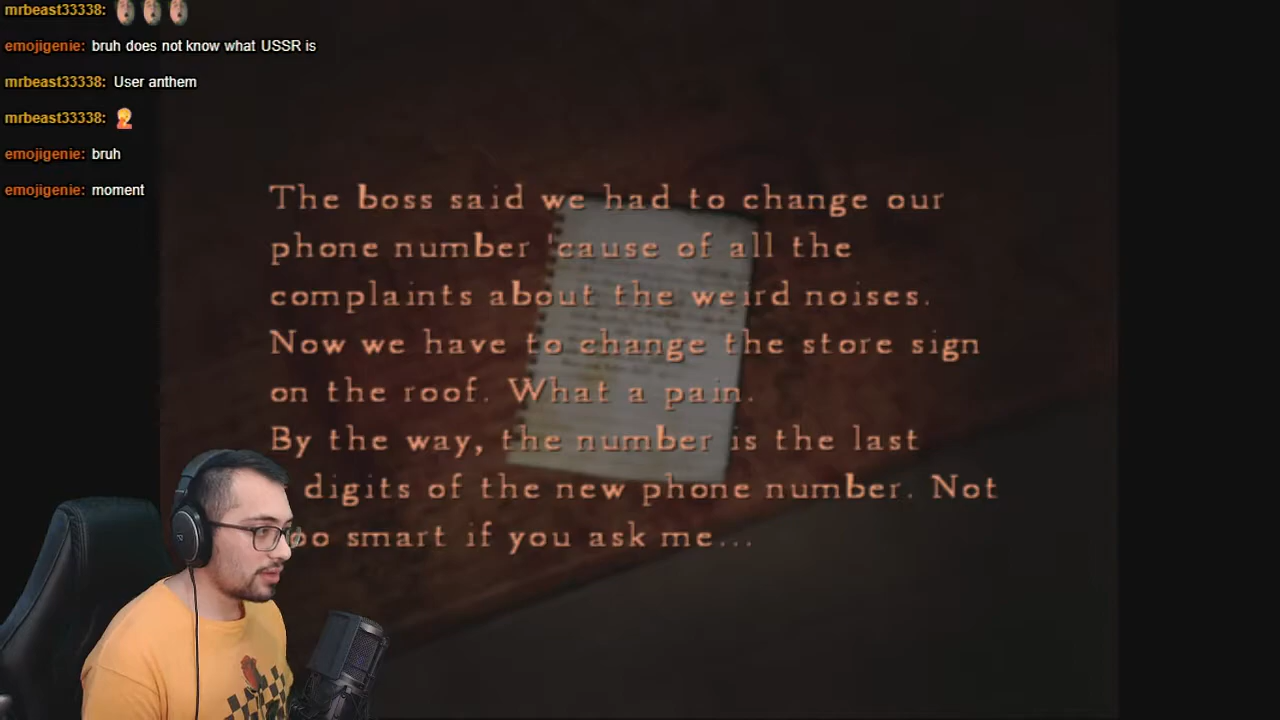 mrbeast33338:
emojigenie: bruh does not know what USSR is
mrbeast33338: User anthem
mrbeast33338:
emojigenie: bruh
emojigenie: moment
The boss said we had to change our
phone number 'cause of all the
complaints about the weird noises.
Now we have to change the store sign
on the roof. What a pain.
By the way, the number is the last
digits of the new phone number. Not
smart if you ask me...